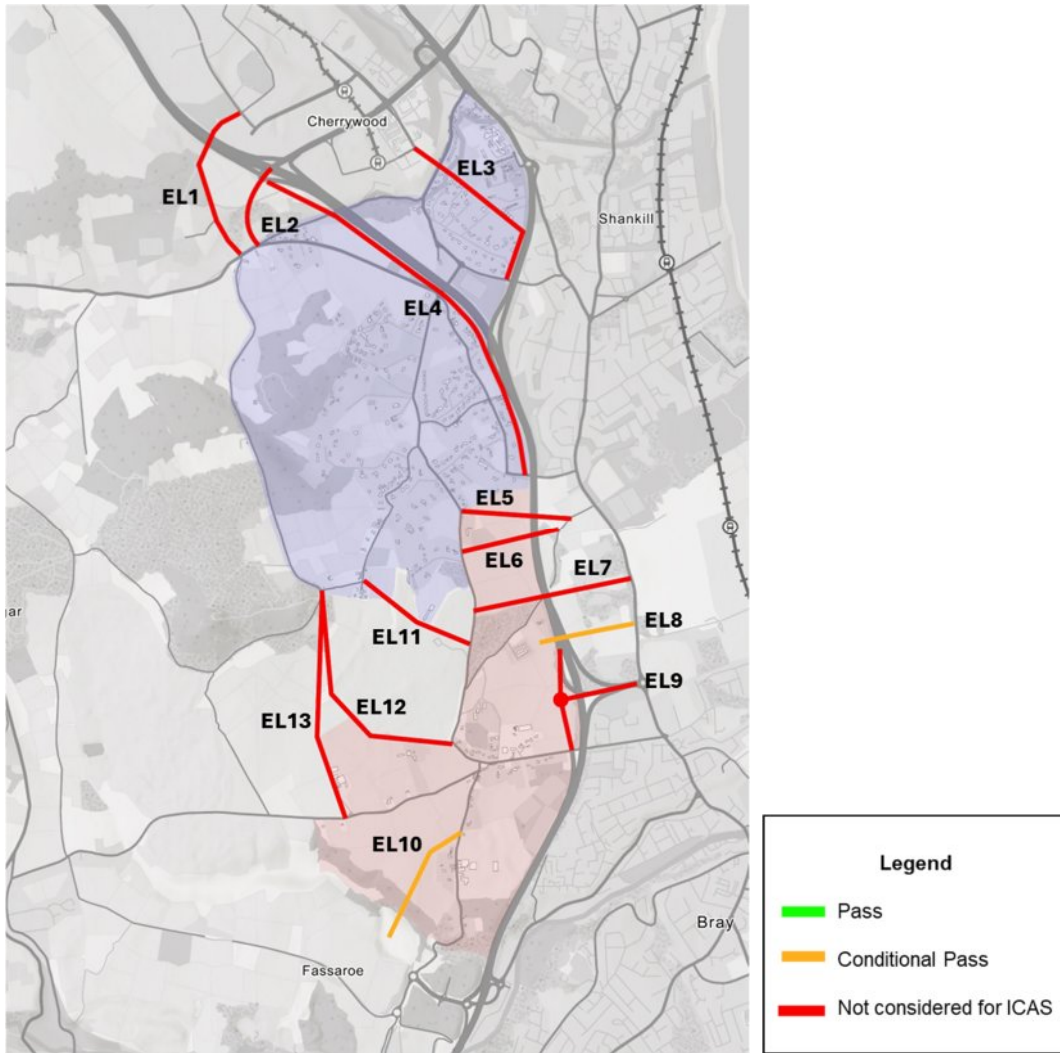 Cherrywood
EL3
EL1
EL2
Shankill
EL4
EL5
EL6
EL7
EL8
gar
EL11
EL9
EL13
EL12
EL10
Fassaroe
Bray
Legend
Pass
Conditional Pass
Not considered for ICAS